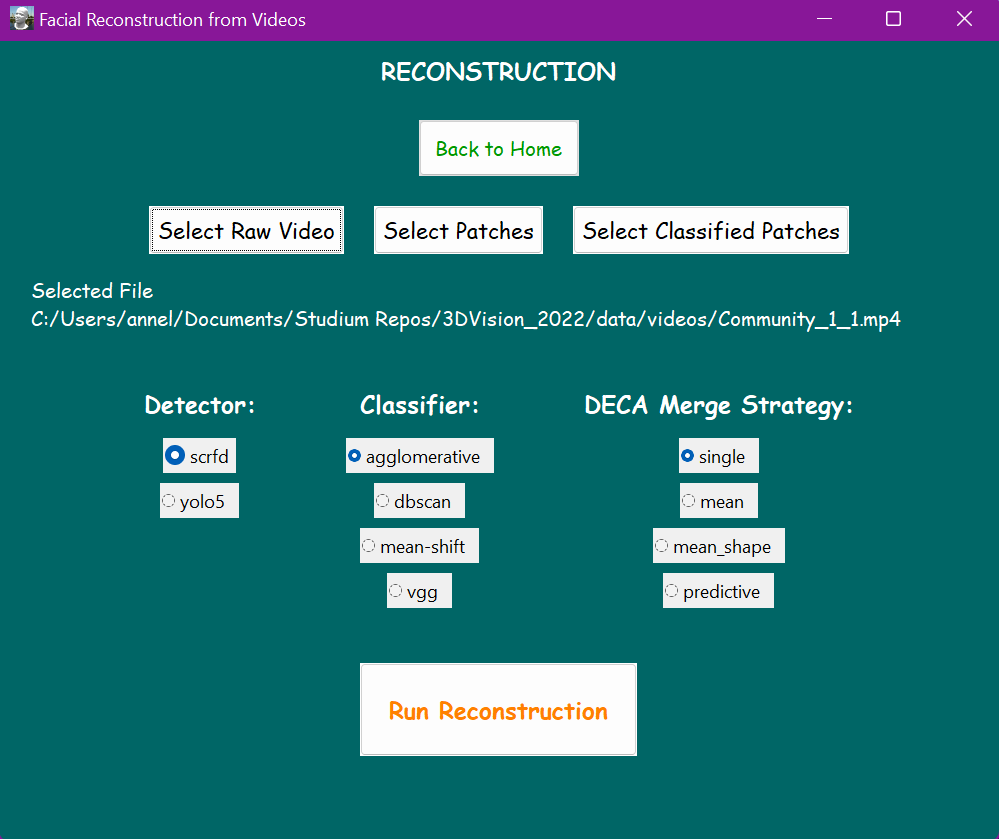 Facial Reconstruction from Videos
RECONSTRUCTION
Back to Home
Select Raw Video
Select Patches
Select Classified Patches
Selected File
C:/Users/annel/Documents/Studium Repos/3DVision_2022/data/videos/Community_1_1.mp4
Detector:
scrfd
yolo5
Classifier:
agglomerative
dbscan
mean-shift
vgg
DECA Merge Strategy:
single
mean
mean_shape
predictive
Run Reconstruction